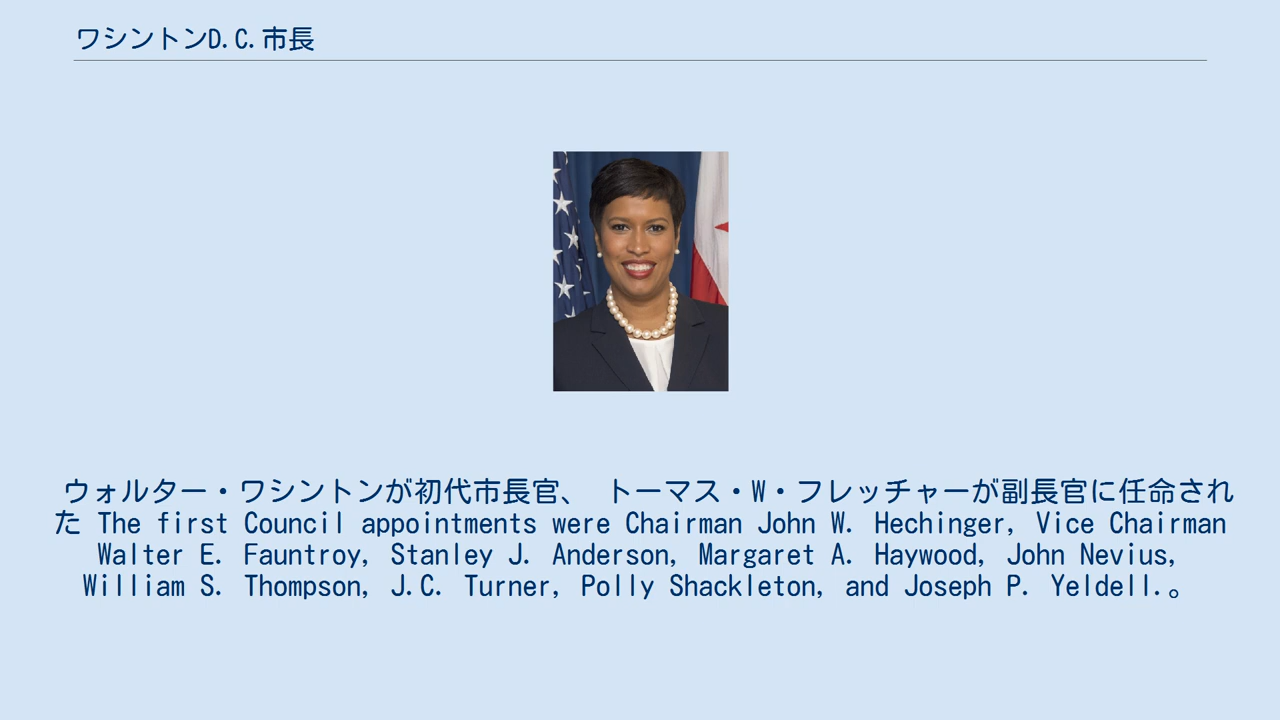 ワシントンD.C.市長
ウォルター・ワシントンが初代市長官、 トーマス・W・フレッチャーが副長官に任命され
た The first Council appointments were Chairman John W. Hechinger, Vice Chairman
Walter E. Fauntroy, Stanley J. Anderson, Margaret A. Haywood, John Nevius,
William S. Thompson, J.C. Turner, Polly Shackleton, and Joseph P. Yeldell.。